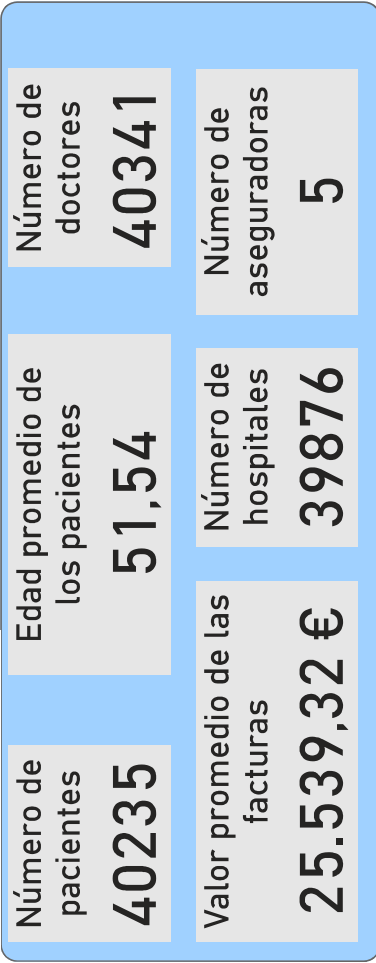 Número de
pacientes
40235
Edad promedio de
los pacientes
51,54
Número de
doctores
40341
Valor promedio de las
facturas
25.539,32 €
Número de
hospitales
39876
Número de
aseguradoras
5